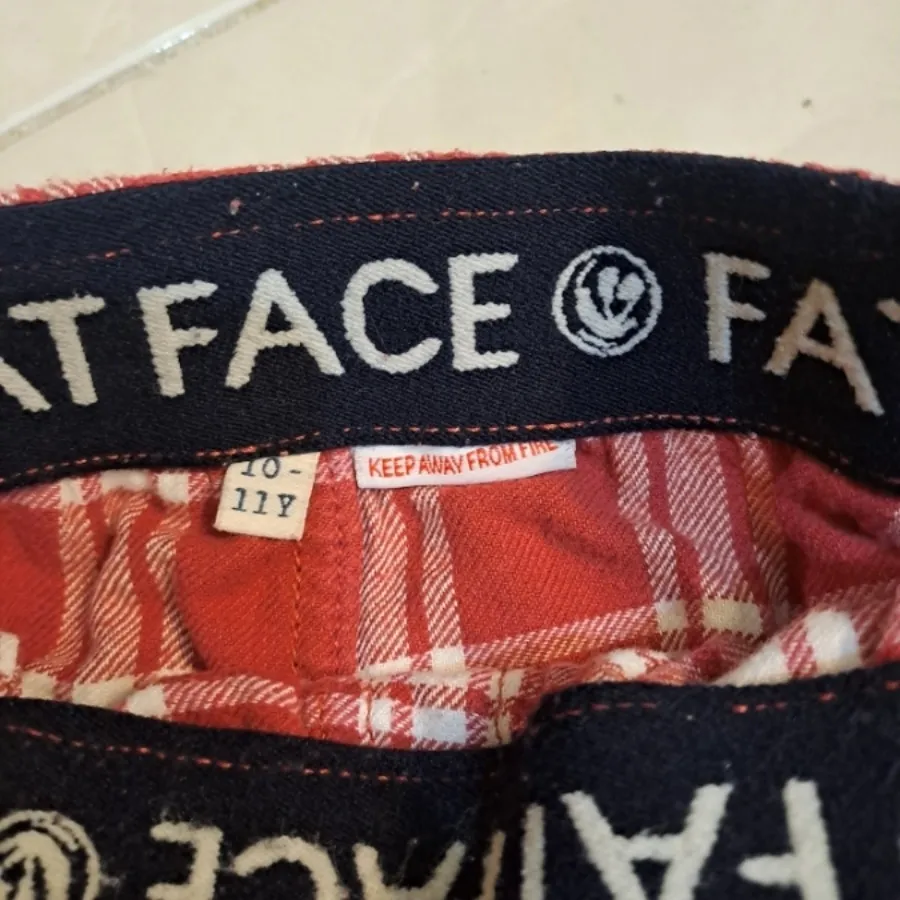 ATFACE FA
10-
11Y
KEEP AWAY FROM FIRE